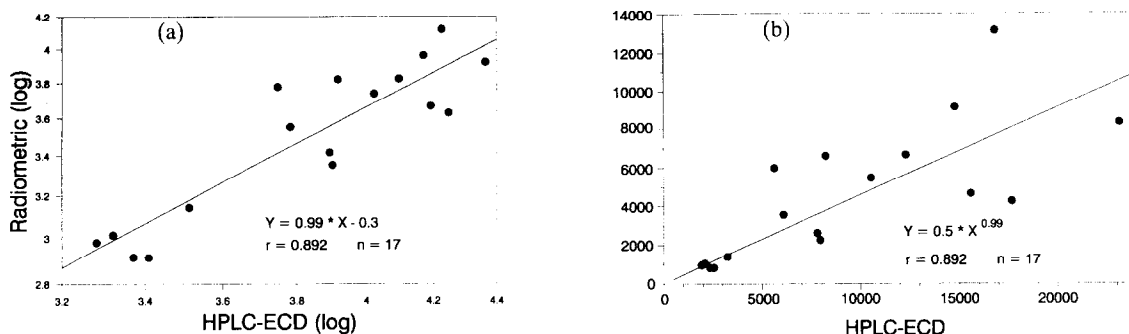 (a)
Radiometric (log)
4.2
4
3.8
3.6
3.4
3.2
3
2.8
Y = 0.99 * X - 0.3
r = 0.892 n = 17
3.2 3.4 3.6 3.8 4 4.2 4.4
HPLC-ECD (log)
(b)
14000
12000
10000
8000
6000
4000
2000
0
Y = 0.5 * X^0.99
r = 0.892 n = 17
0 5000 10000 15000 20000
HPLC-ECD